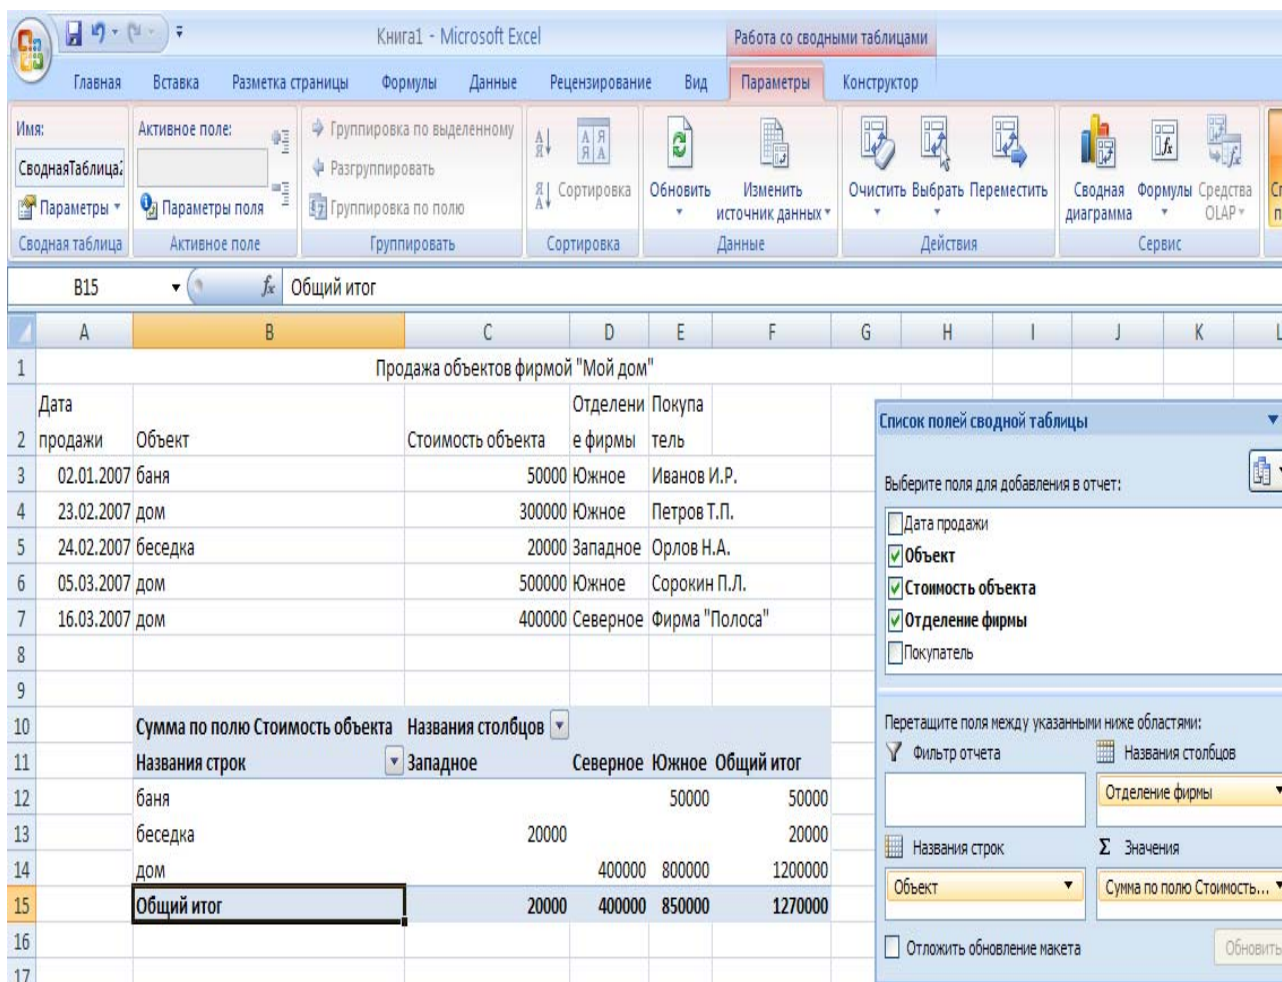 Книга1 - Microsoft Excel
Работа со сводными таблицами
Главная Вставка Разметка страницы Формулы Данные Рецензирование Вид Параметры Конструктор
Имя:
СводнаяТаблица2
Параметры
Сводная таблица
Активное поле:
Параметры поля
Активное поле
Группировка по выделенному
Разгруппировать
Группировка по полю
Группировать
Сортировка
Сортировка
Обновить
Изменить
источник данных
Данные
Очистить Выбрать Переместить
Действия
Сводная
диаграмма
Формулы
Средства
OLAP
Сервис
B15 fx Общий итог
A B C D E F G H I J K L
1 Продажа объектов фирмой "Мой дом"
Дата Отделени Покупа
2 продажи Объект Стоимость объекта е фирмы тель
3 02.01.2007 баня 50000 Южное Иванов И.Р.
4 23.02.2007 дом 300000 Южное Петров Т.П.
5 24.02.2007 беседка 20000 Западное Орлов Н.А.
6 05.03.2007 дом 500000 Южное Сорокин П.Л.
7 16.03.2007 дом 400000 Северное Фирма "Полоса"
8
9
10 Сумма по полю Стоимость объекта Названия столбцов
11 Названия строк Западное Северное Южное Общий итог
12 баня 50000 50000
13 беседка 20000 20000
14 дом 400000 800000 1200000
15 Общий итог 20000 400000 850000 1270000
16
17
Список полей сводной таблицы
Выберите поля для добавления в отчет:
Дата продажи
Объект
Стоимость объекта
Отделение фирмы
Покупатель
Перетащите поля между указанными ниже областями:
Фильтр отчета
Названия столбцов
Отделение фирмы
Названия строк
Σ Значения
Объект
Сумма по полю Стоимость...
Отложить обновление макета
Обновить